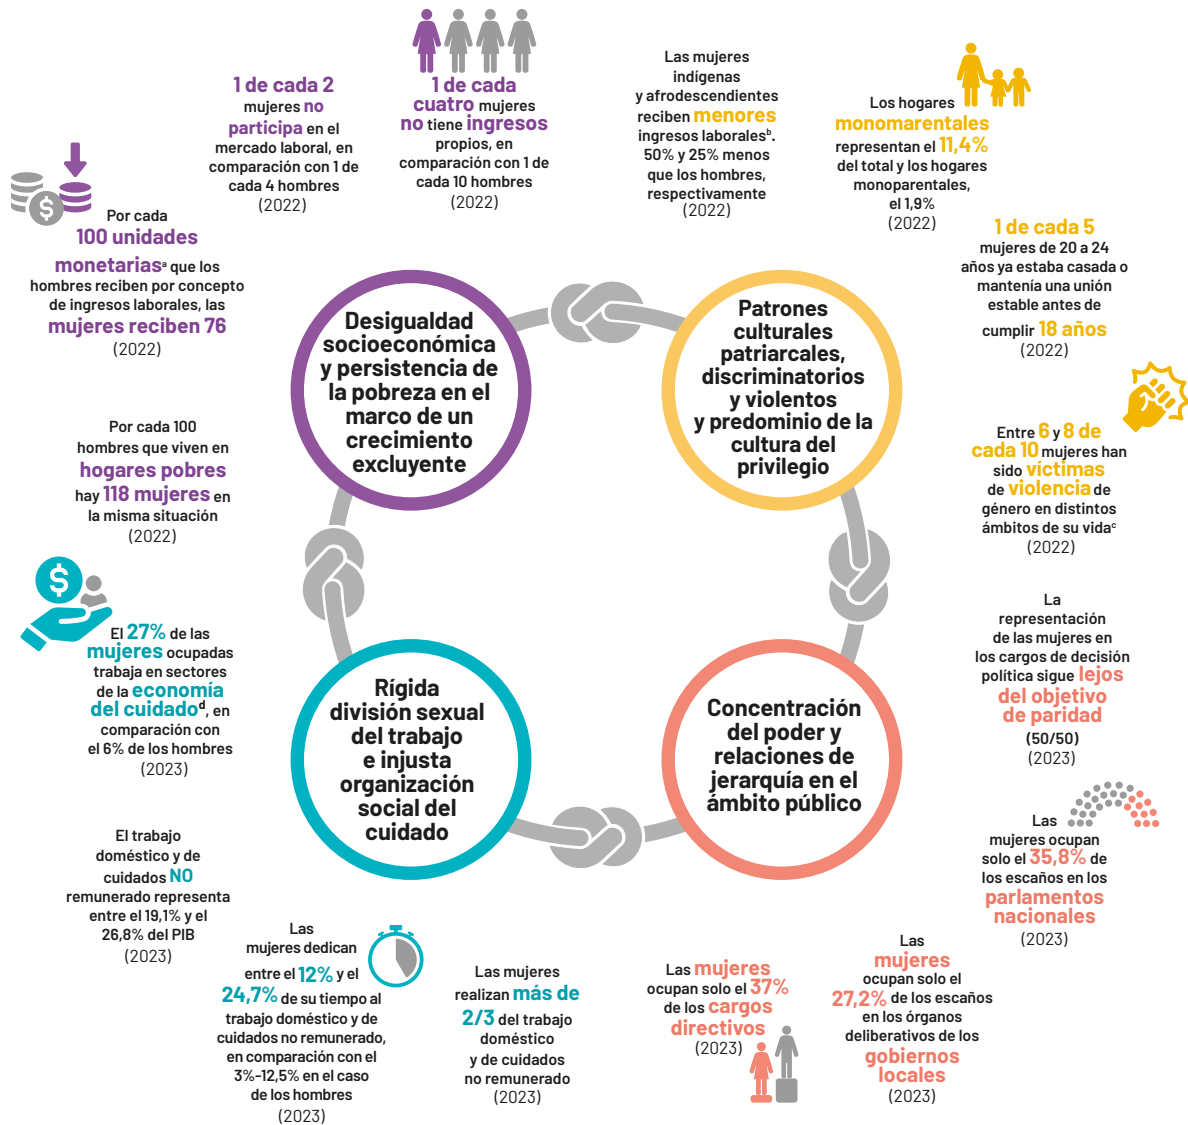 1 de cada 2
mujeres no
participa en el
mercado laboral, en
comparación con 1 de
cada 4 hombres
(2022)
1 de cada
cuatro mujeres
no tiene ingresos
propios, en
comparación con 1 de
cada 10 hombres
(2022)
Las mujeres
indígenas
y afrodescendientes
reciben menores
ingresos laboralesᵇ.
50% y 25% menos
que los hombres,
respectivamente
(2022)
Los hogares
monomarentales
representan el 11,4%
del total y los hogares
monoparentales,
el 1,9%
(2022)
Por cada
100 unidades
monetariasᵃ que los
hombres reciben por concepto
de ingresos laborales, las
mujeres reciben 76
(2022)
1 de cada 5
mujeres de 20 a 24
años ya estaba casada o
mantenía una unión
estable antes de
cumplir 18 años
(2022)
Desigualdad
socioeconómica
y persistencia de
la pobreza en el
marco de un
crecimiento
excluyente
Patrones
culturales
patriarcales,
discriminatorios
y violentos
y predominio de la
cultura del
privilegio
Por cada 100
hombres que viven en
hogares pobres
hay 118 mujeres en
la misma situación
(2022)
Entre 6 y 8 de
cada 10 mujeres han
sido víctimas
de violencia de
género en distintos
ámbitos de su vidaᶜ
(2022)
El 27% de las
mujeres ocupadas
trabaja en sectores
de la economía
del cuidadoᵈ, en
comparación con
el 6% de los hombres
(2023)
Rígida
división sexual
del trabajo
e injusta
organización
social del
cuidado
Concentración
del poder y
relaciones de
jerarquía en el
ámbito público
La
representación
de las mujeres en
los cargos de decisión
política sigue lejos
del objetivo
de paridad
(50/50)
(2023)
El trabajo
doméstico y de
cuidados NO
remunerado representa
entre el 19,1% y el
26,8% del PIB
(2023)
Las
mujeres ocupan
solo el 35,8% de
los escaños en los
parlamentos
nacionales
(2023)
Las
mujeres dedican
entre el 12% y el
24,7% de su tiempo al
trabajo doméstico y de
cuidados no remunerado,
en comparación con el
3%-12,5% en el caso
de los hombres
(2023)
Las mujeres
realizan más de
2/3 del trabajo
doméstico
y de cuidados
no remunerado
(2023)
Las mujeres
ocupan solo el 37%
de los cargos
directivos
(2023)
Las
mujeres
ocupan solo el
27,2% de los escaños
en los órganos
deliberativos de los
gobiernos
locales
(2023)